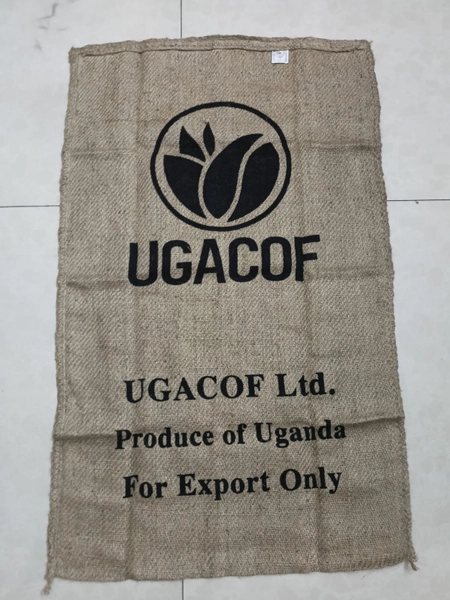 UGACOF
UGACOF Ltd.
Produce of Uganda
For Export Only